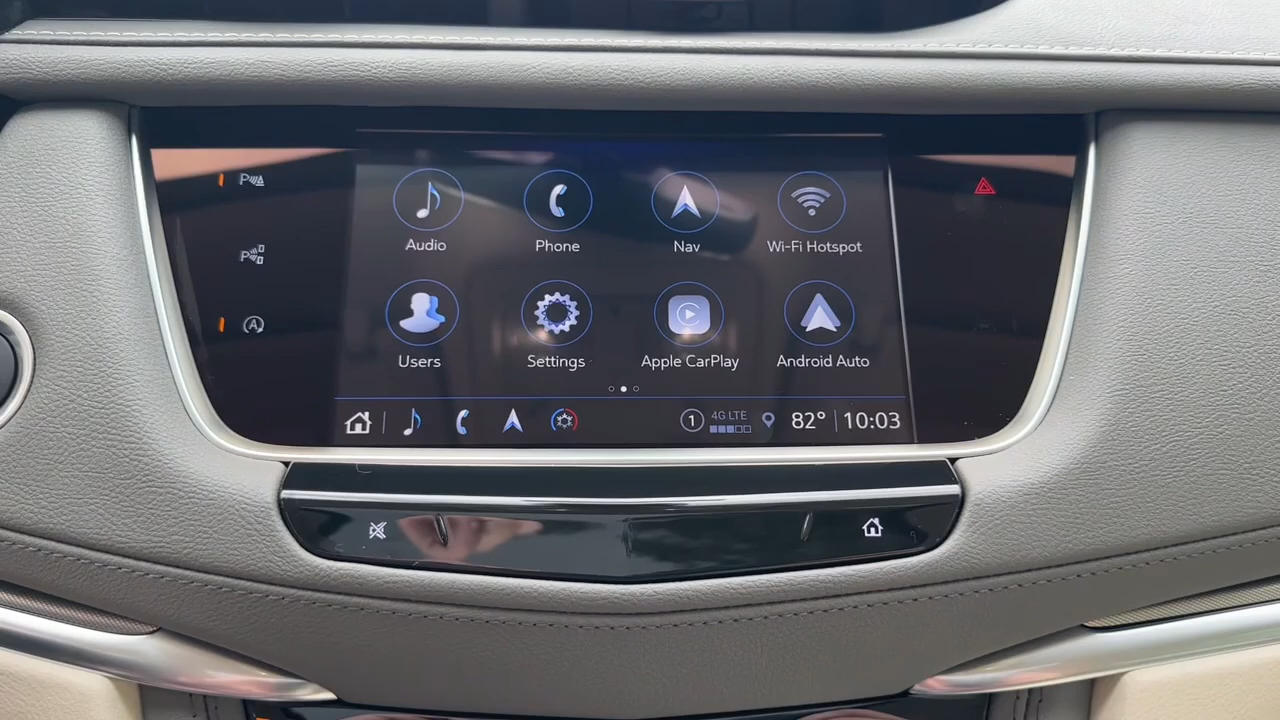 P
Audio
Phone
Nav
Wi-Fi Hotspot
P
A
Users
Settings
Apple CarPlay
Android Auto
1
4G LTE
82°
10:03